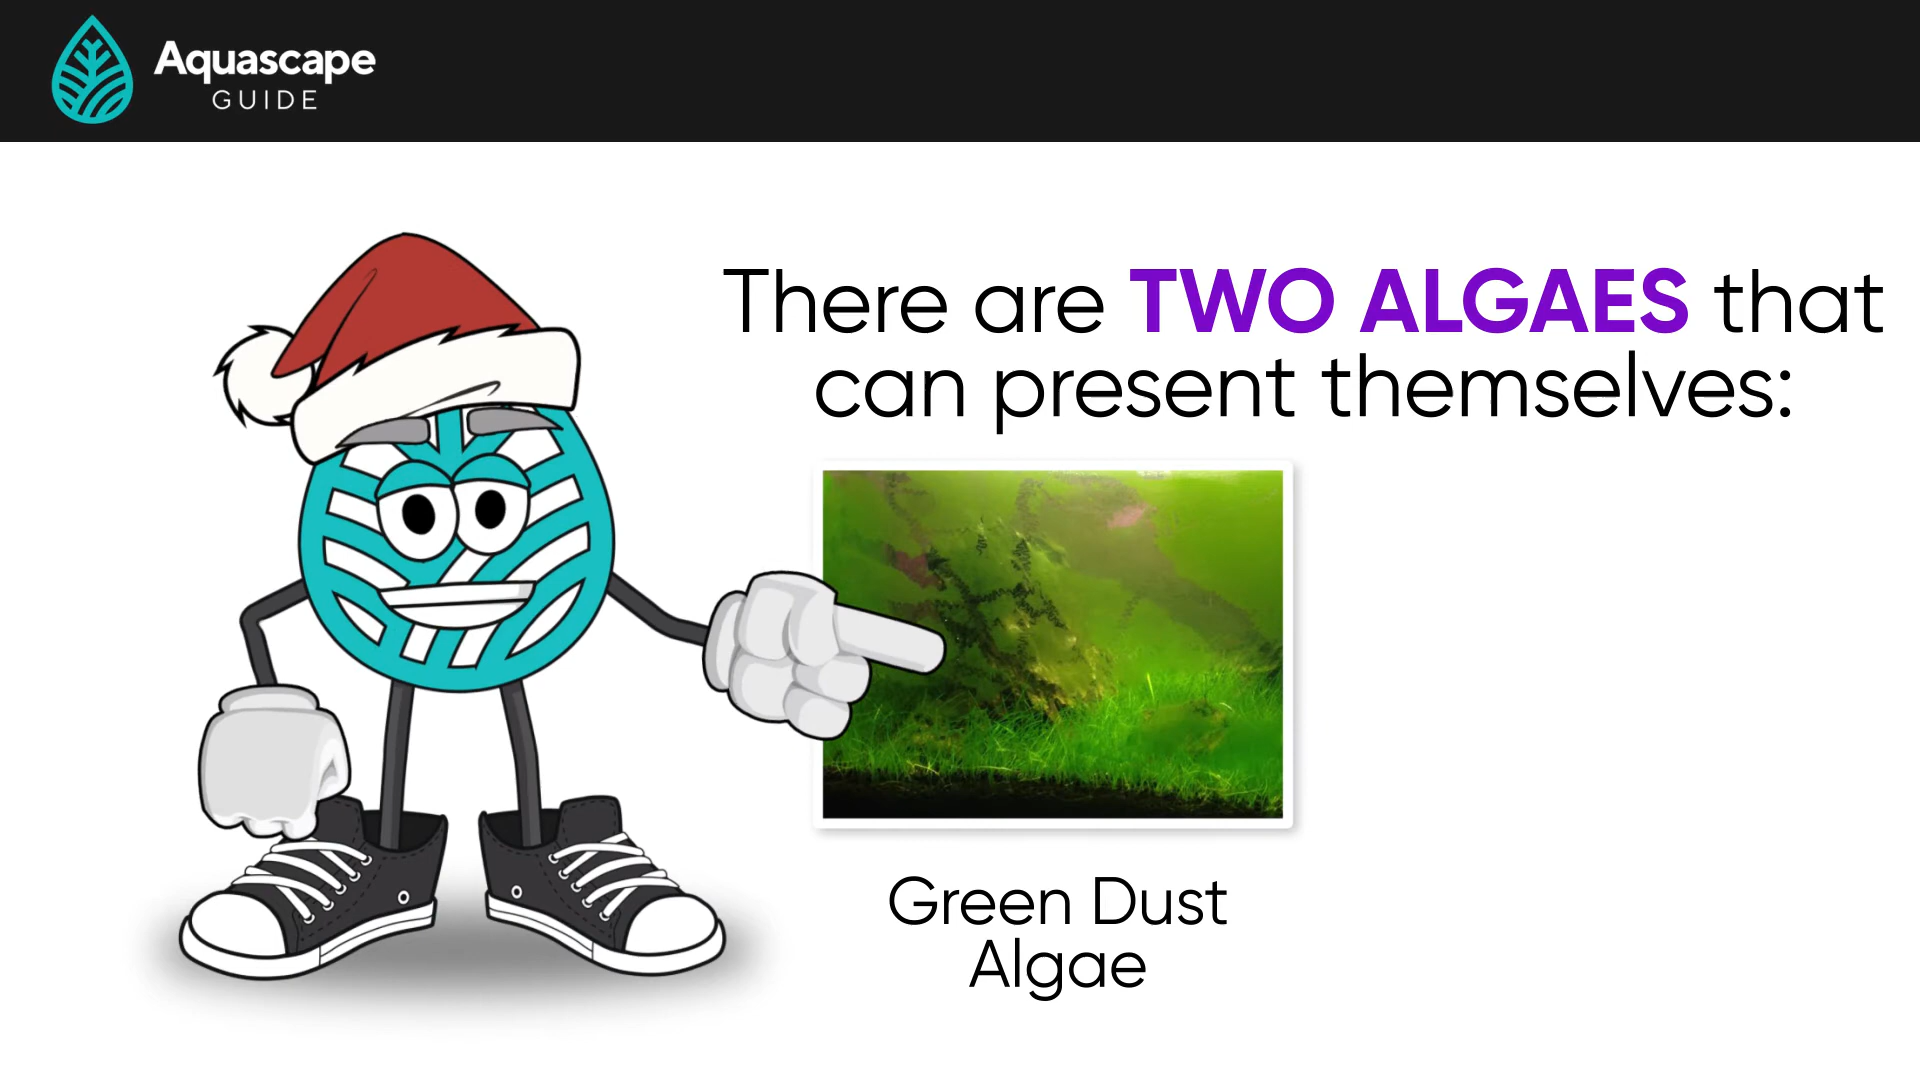 Aquascape
GUIDE
There are TWO ALGAES that
can present themselves:
Green Dust
Algae